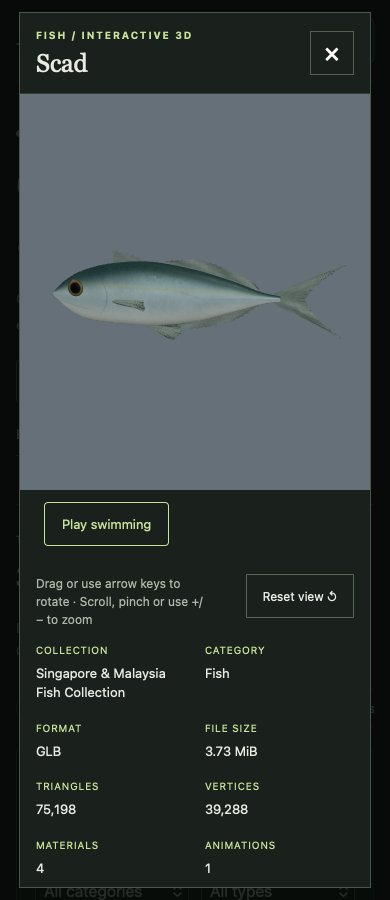 FISH / INTERACTIVE 3D
Scad
×
Play swimming
Drag or use arrow keys to
rotate · Scroll, pinch or use +/
− to zoom
Reset view ↺
COLLECTION
Singapore & Malaysia
Fish Collection
CATEGORY
Fish
FORMAT
GLB
FILE SIZE
3.73 MiB
TRIANGLES
75,198
VERTICES
39,288
MATERIALS
4
ANIMATIONS
1
All categories
All types